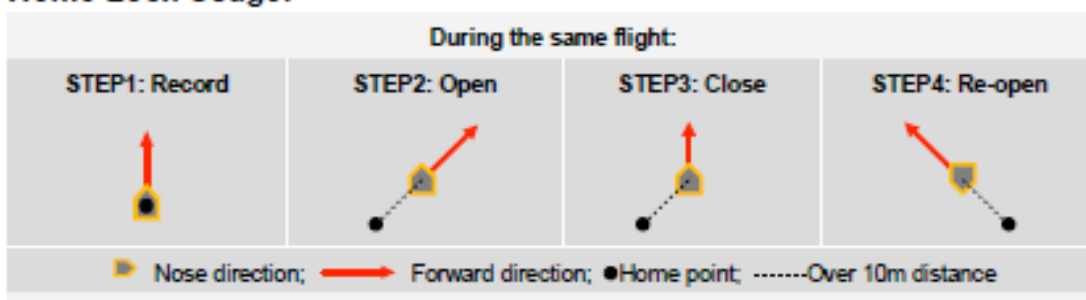 During the same flight:
STEP1: Record
STEP2: Open
STEP3: Close
STEP4: Re-open
Nose direction; Forward direction; Home point; Over 10m distance